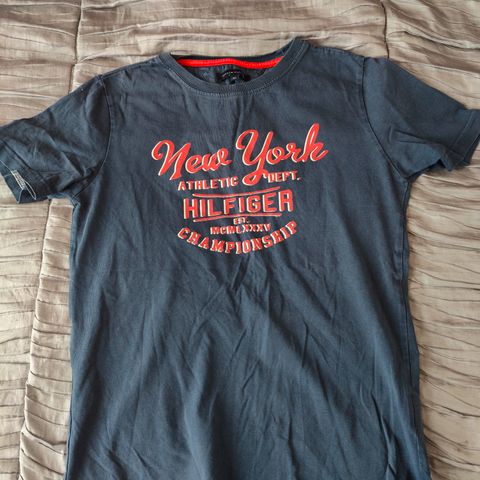 New York
ATHLETIC DEPT.
HILFIGER
EST.
MCMLXXXV
CHAMPIONSHIP